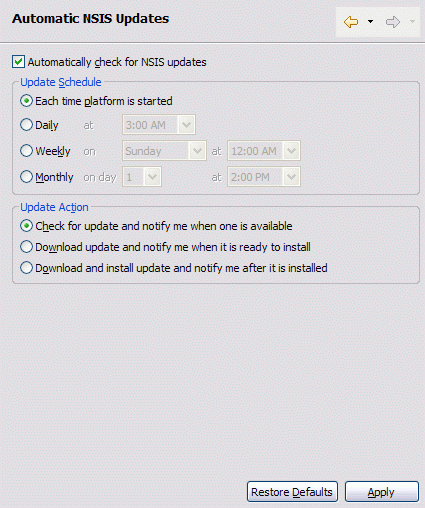 Automatic NSIS Updates
Automatically check for NSIS updates
Update Schedule
Each time platform is started
Daily at 3:00 AM
Weekly on Sunday at 12:00 AM
Monthly on day 1 at 2:00 PM
Update Action
Check for update and notify me when one is available
Download update and notify me when it is ready to install
Download and install update and notify me after it is installed
Restore Defaults Apply